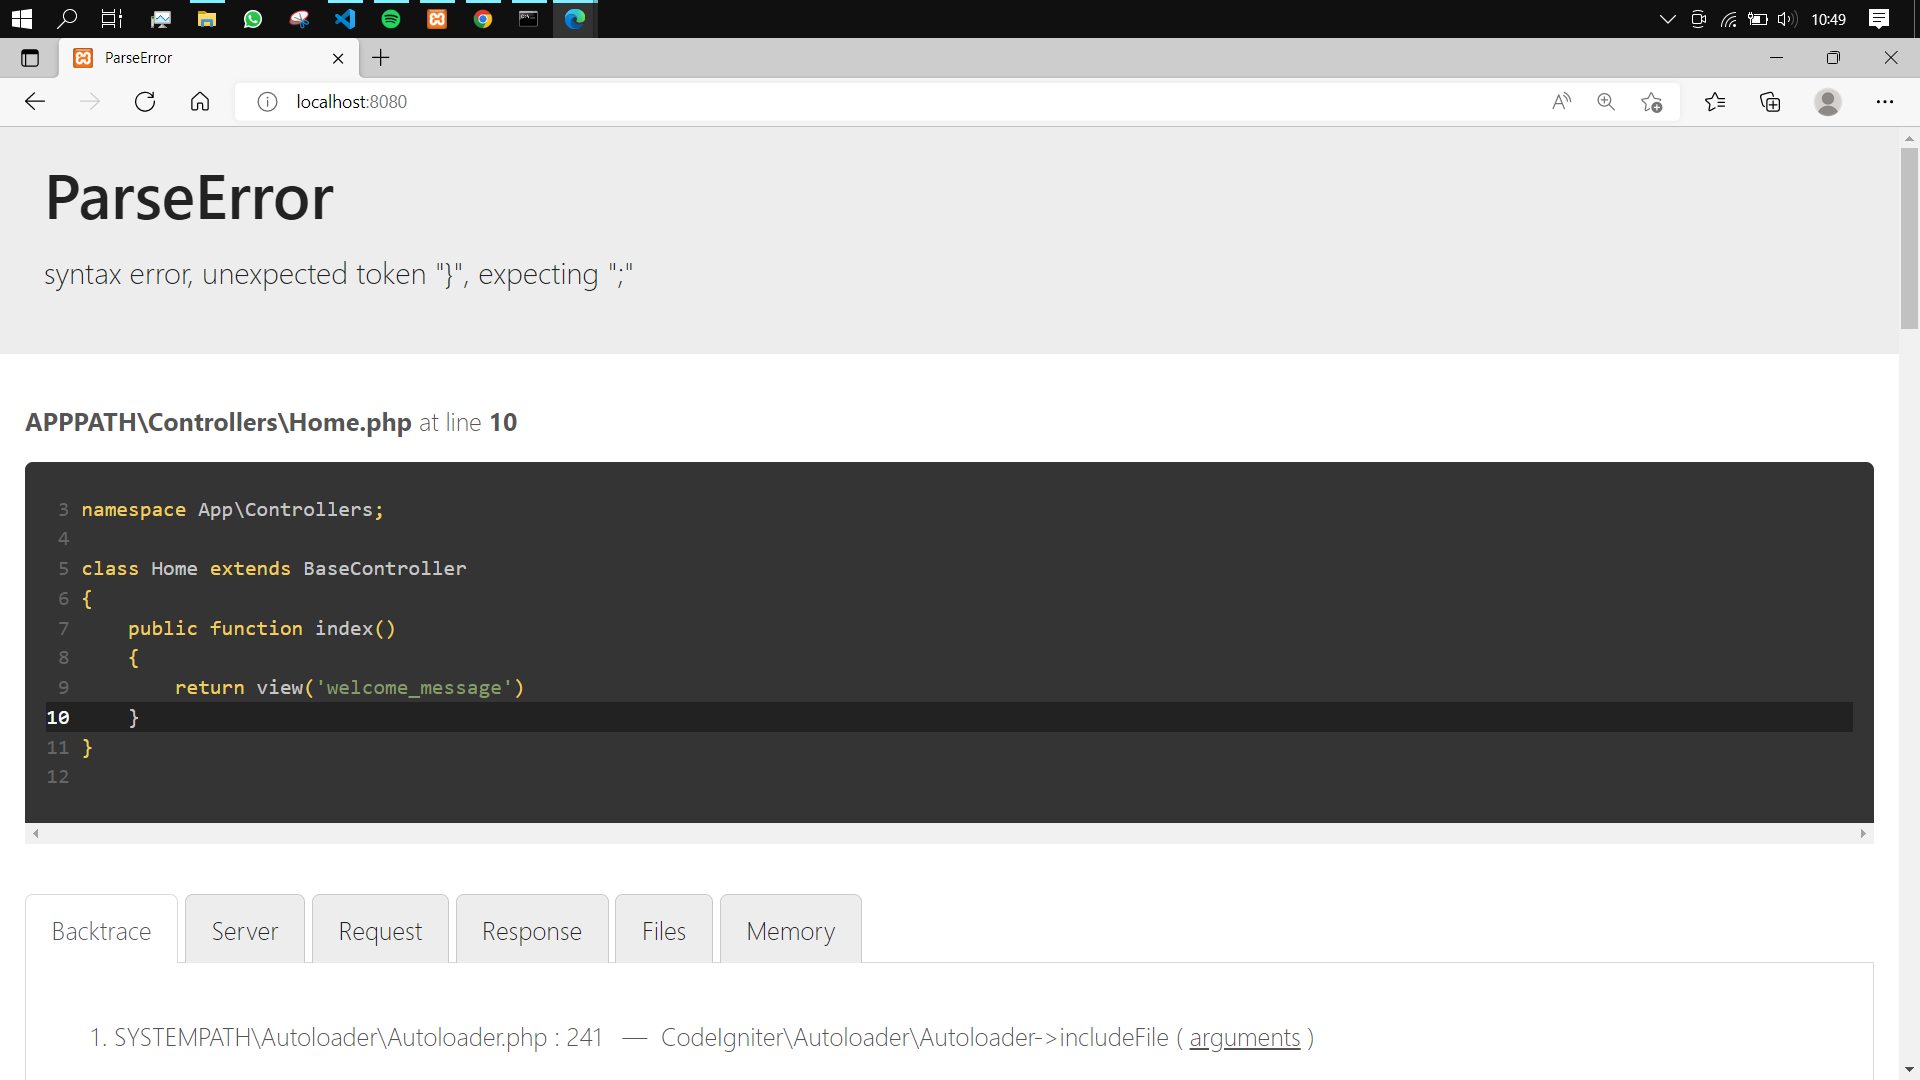 10:49
ParseError
localhost:8080
ParseError
syntax error, unexpected token "}", expecting ";"
APPPATH\Controllers\Home.php at line 10
3 namespace App\Controllers;
4
5 class Home extends BaseController
6 {
7     public function index()
8     {
9         return view('welcome_message')
10     }
11 }
12
Backtrace Server Request Response Files Memory
1. SYSTEMPATH\Autoloader\Autoloader.php : 241 — CodeIgniter\Autoloader\Autoloader->includeFile ( arguments )